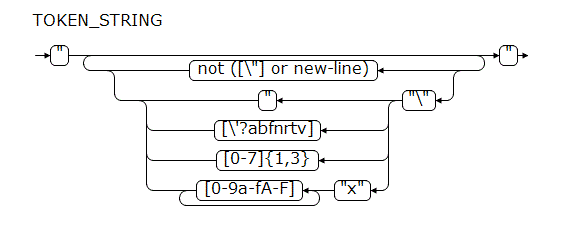 TOKEN_STRING
" "
not ([\"] or new-line)
" "\"
[\'?abfnrtv]
[0-7]{1,3}
[0-9a-fA-F] "x"